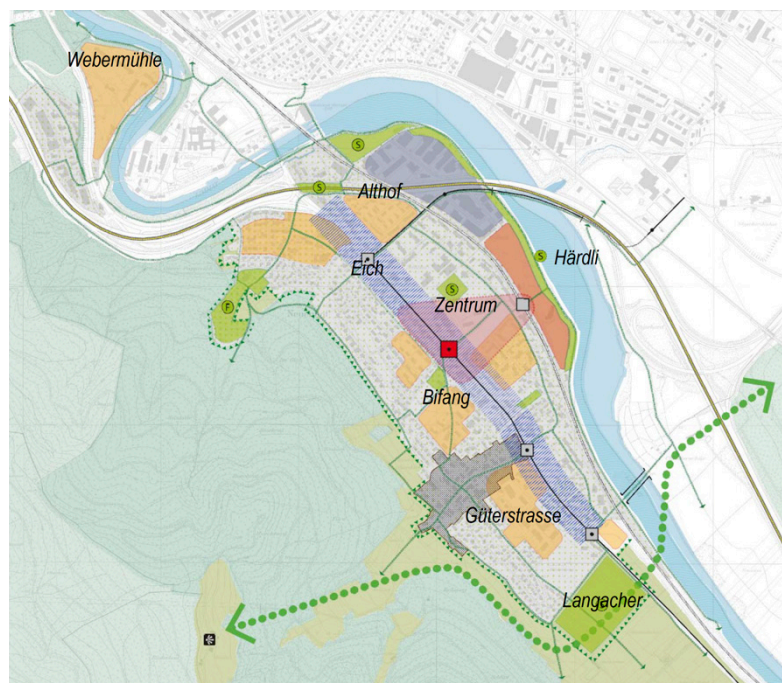 Webermühle
S
S
Althof
Härdli
S
Eich
S
Zentrum
F
Bifang
Güterstrasse
Langacher